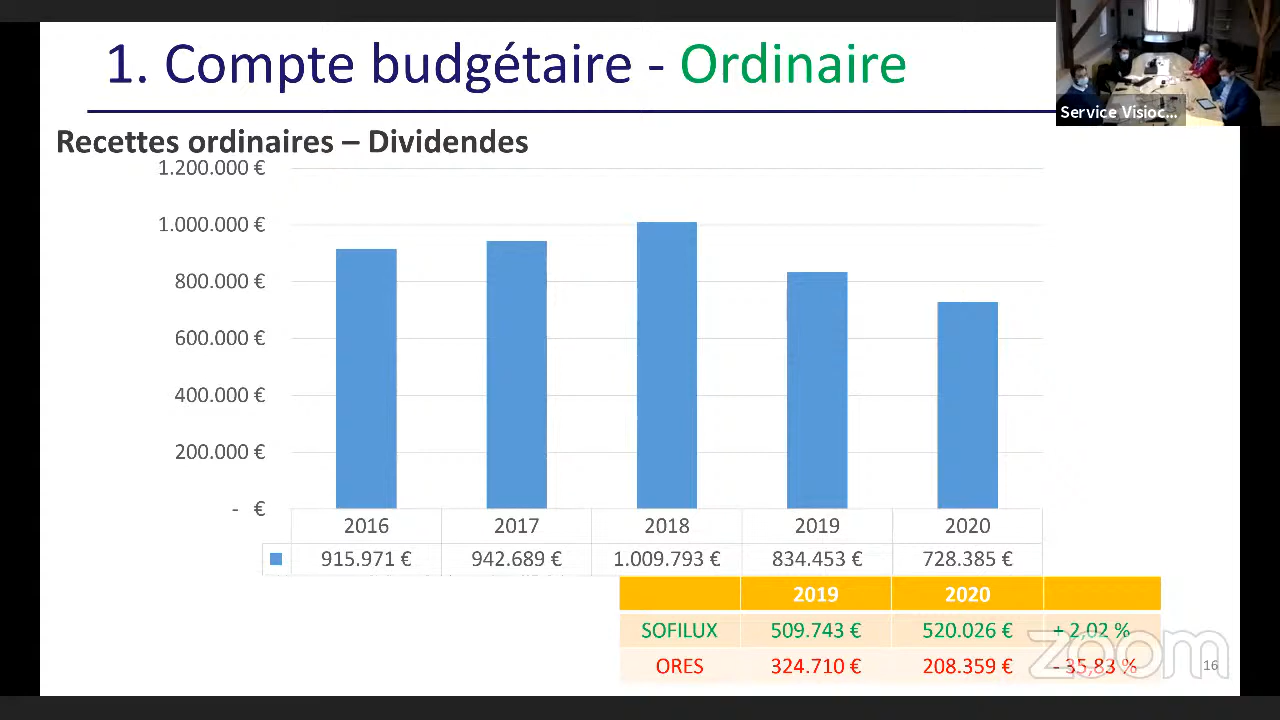 1. Compte budgétaire - Ordinaire
Service Visioc...
Recettes ordinaires – Dividendes
1.200.000 €
1.000.000 €
800.000 €
600.000 €
400.000 €
200.000 €
- €
2016 2017 2018 2019 2020
915.971 € 942.689 € 1.009.793 € 834.453 € 728.385 €
2019 2020
SOFILUX 509.743 € 520.026 € + 2,02 %
ORES 324.710 € 208.359 € - 35,83 %
zoom
16